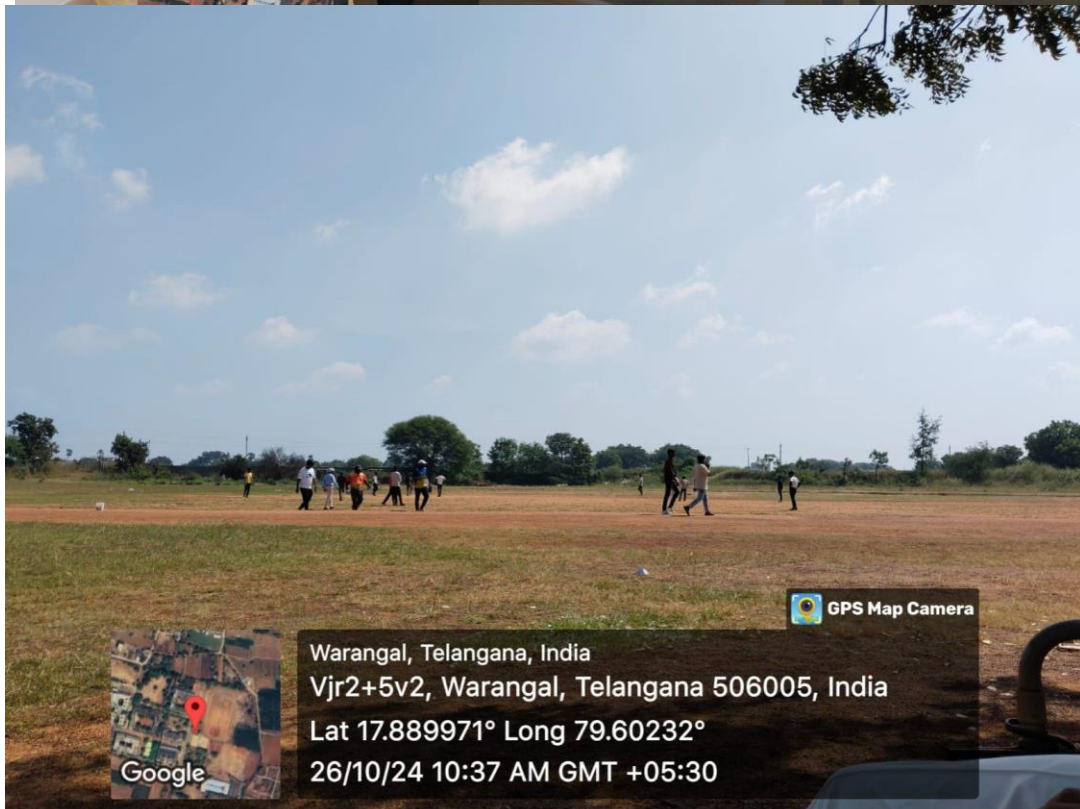 GPS Map Camera
Warangal, Telangana, India
Vjr2+5v2, Warangal, Telangana 506005, India
Lat 17.889971° Long 79.60232°
26/10/24 10:37 AM GMT +05:30
Google